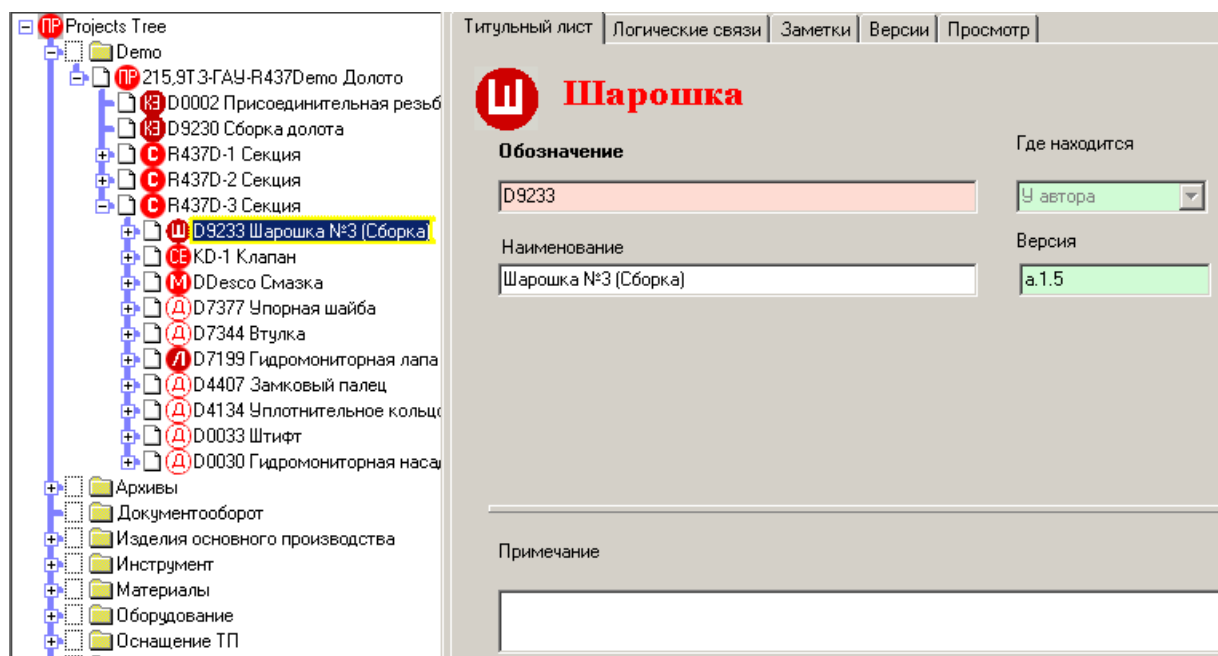 ПР Projects Tree
Demo
ПР 215,9ТЗ-ГАУ-R437Demo Долото
КЭ D0002 Присоединительная резьб
КЭ D9230 Сборка долота
С R437D-1 Секция
С R437D-2 Секция
С R437D-3 Секция
Ш D9233 Шарошка №3 (Сборка)
СЕ KD-1 Клапан
М DDesco Смазка
Д D7377 Упорная шайба
Д D7344 Втулка
Л D7199 Гидромониторная лапа
Д D4407 Замковый палец
Д D4134 Уплотнительное кольцо
Д D0033 Штифт
Д D0030 Гидромониторная насад
Архивы
Документооборот
Изделия основного производства
Инструмент
Материалы
Оборудование
Оснащение ТП
Титульный лист Логические связи Заметки Версии Просмотр
Ш Шарошка
Обозначение
Где находится
D9233
У автора
Наименование
Версия
Шарошка №3 (Сборка)
a.1.5
Примечание